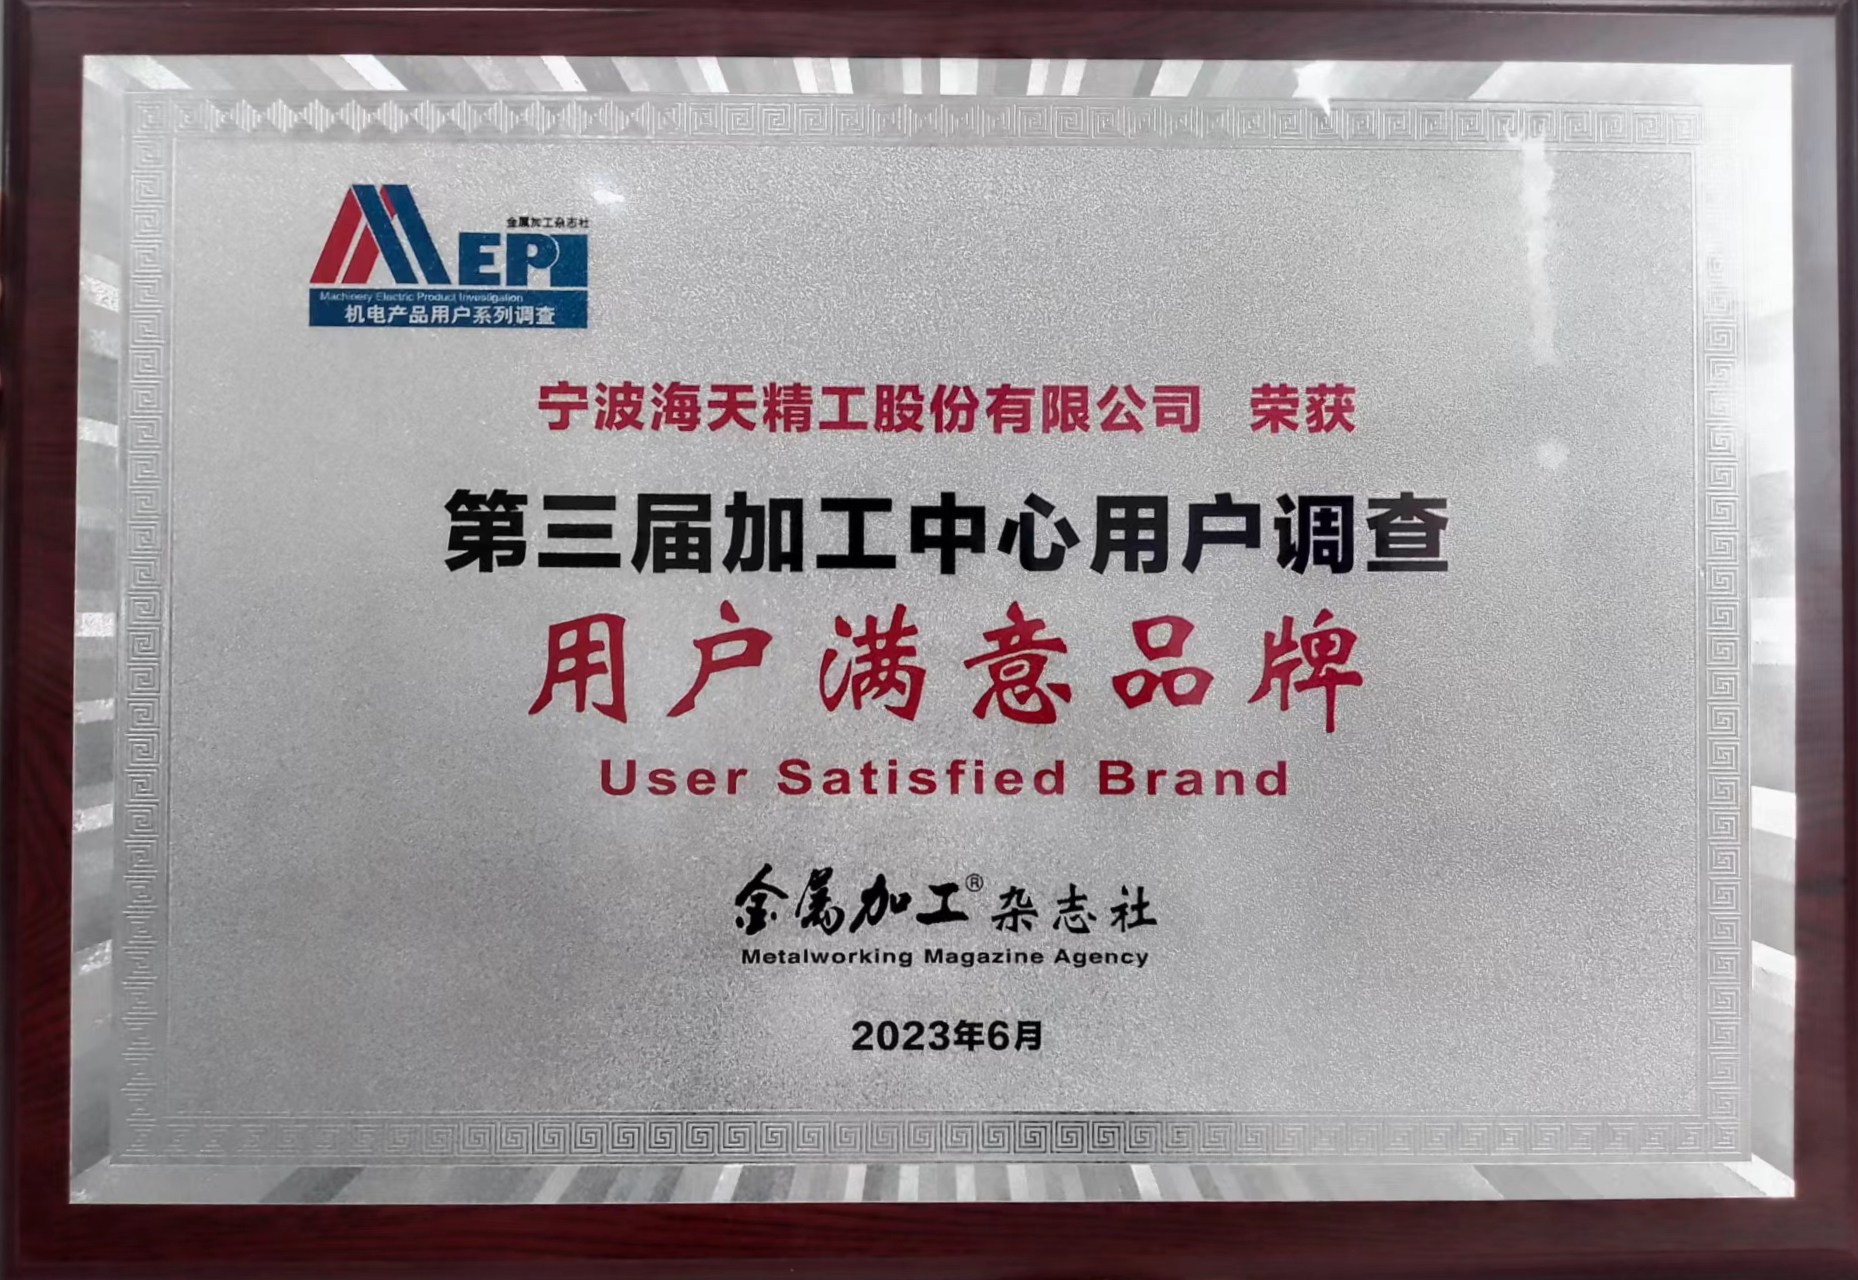 金属加工杂志社
MEPI
Machinery Electric Product Investigation
机电产品用户系列调查
宁波海天精工股份有限公司 荣获
第三届加工中心用户调查
用户满意品牌
User Satisfied Brand
金属加工®杂志社
Metalworking Magazine Agency
2023年6月